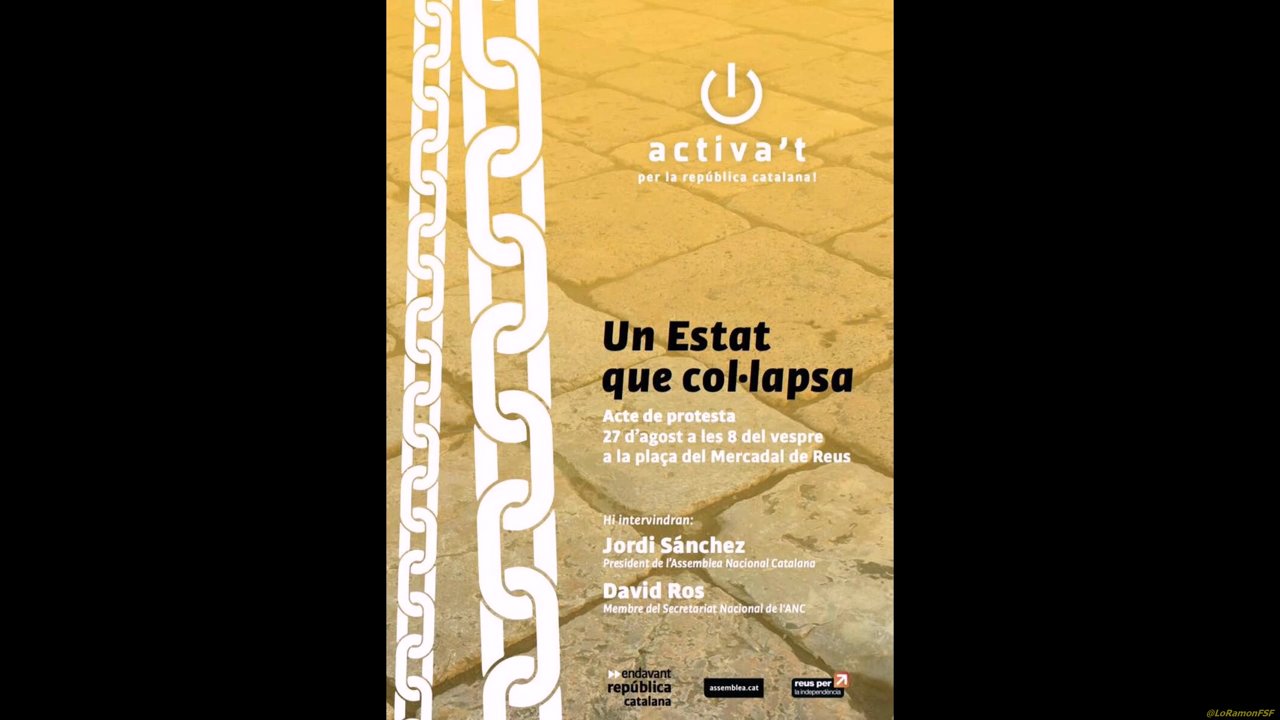 activa't
per la república catalana!
Un Estat
que col·lapsa
Acte de protesta
27 d'agost a les 8 del vespre
a la plaça del Mercadal de Reus
Hi intervindran:
Jordi Sánchez
President de l'Assemblea Nacional Catalana
David Ros
Membre del Secretariat Nacional de l'ANC
endavant
república
catalana
assemblea.cat
reus per
la independència
@LoRamonFSF